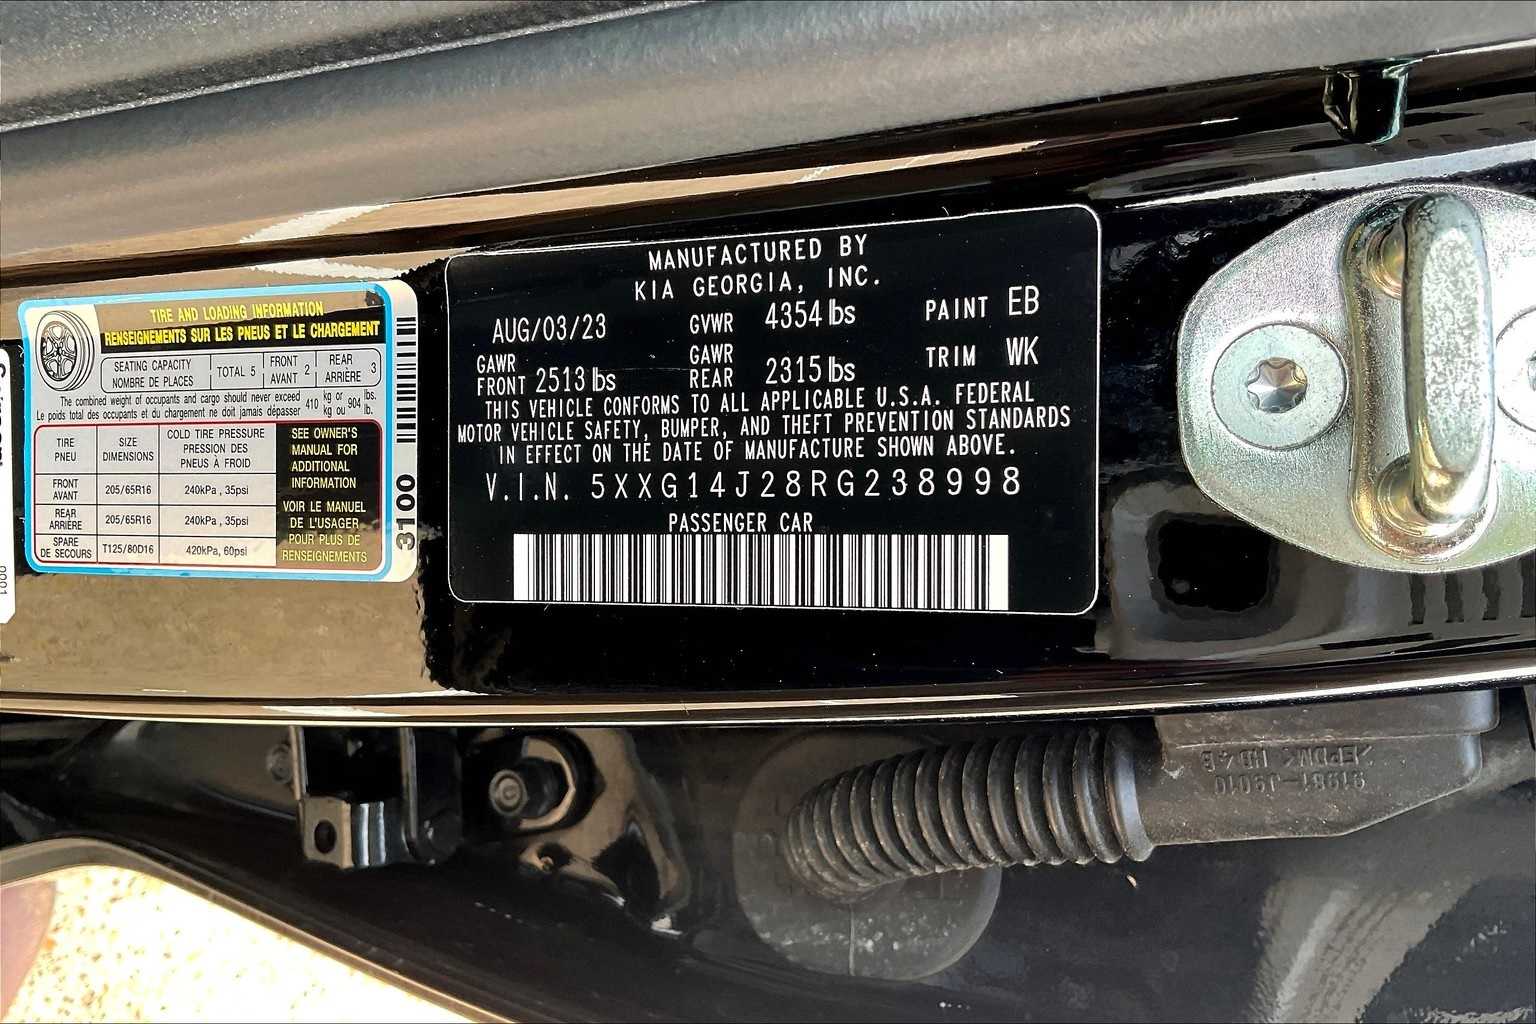 TIRE AND LOADING INFORMATION
RENSEIGNEMENTS SUR LES PNEUS ET LE CHARGEMENT
SEATING CAPACITY
NOMBRE DE PLACES
TOTAL 5
FRONT
AVANT 2
REAR
ARRIÈRE 3
The combined weight of occupants and cargo should never exceed 410 kg or 904 lbs.
Le poids total des occupants et du chargement ne doit jamais dépasser 410 kg ou 904 lb.
TIRE
PNEU
SIZE
DIMENSIONS
COLD TIRE PRESSURE
PRESSION DES
PNEUS À FROID
FRONT
AVANT
205/65R16
240kPa , 35psi
REAR
ARRIÈRE
205/65R16
240kPa , 35psi
SPARE
DE SECOURS
T125/80D16
420kPa, 60psi
SEE OWNER'S
MANUAL FOR
ADDITIONAL
INFORMATION
VOIR LE MANUEL
DE L'USAGER
POUR PLUS DE
RENSEIGNEMENTS
3100
MANUFACTURED BY
KIA GEORGIA, INC.
AUG/03/23
GVWR 4354 lbs
PAINT EB
GAWR
FRONT 2513 lbs
GAWR
REAR 2315 lbs
TRIM WK
THIS VEHICLE CONFORMS TO ALL APPLICABLE U.S.A. FEDERAL
MOTOR VEHICLE SAFETY, BUMPER, AND THEFT PREVENTION STANDARDS
IN EFFECT ON THE DATE OF MANUFACTURE SHOWN ABOVE.
V.I.N. 5XXG14J28RG238998
PASSENGER CAR
91981-J9010
>EPDM< HD 4.B